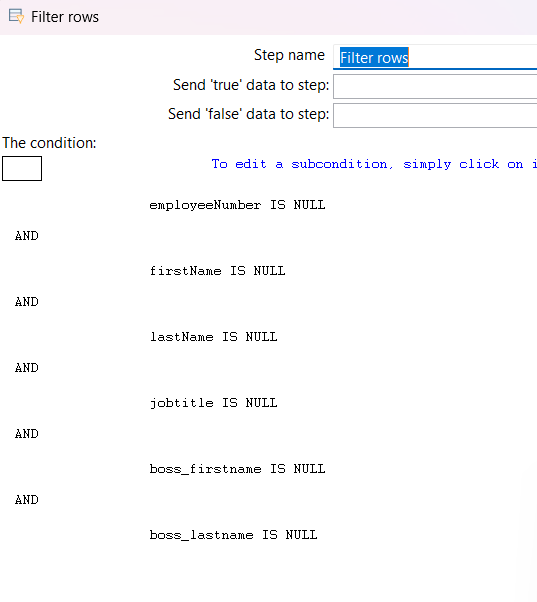 Filter rows
Step name Filter rows
Send 'true' data to step:
Send 'false' data to step:
The condition:
To edit a subcondition, simply click on i
employeeNumber IS NULL
AND
firstName IS NULL
AND
lastName IS NULL
AND
jobtitle IS NULL
AND
boss_firstname IS NULL
AND
boss_lastname IS NULL